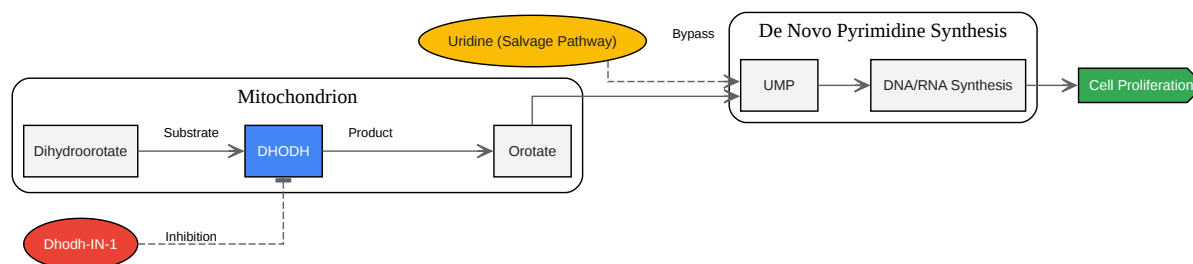 De Novo Pyrimidine Synthesis
Uridine (Salvage Pathway)
Bypass
UMP
DNA/RNA Synthesis
Cell Proliferation
Mitochondrion
Dihydroorotate
Substrate
DHODH
Product
Orotate
Dhodh-IN-1
Inhibition